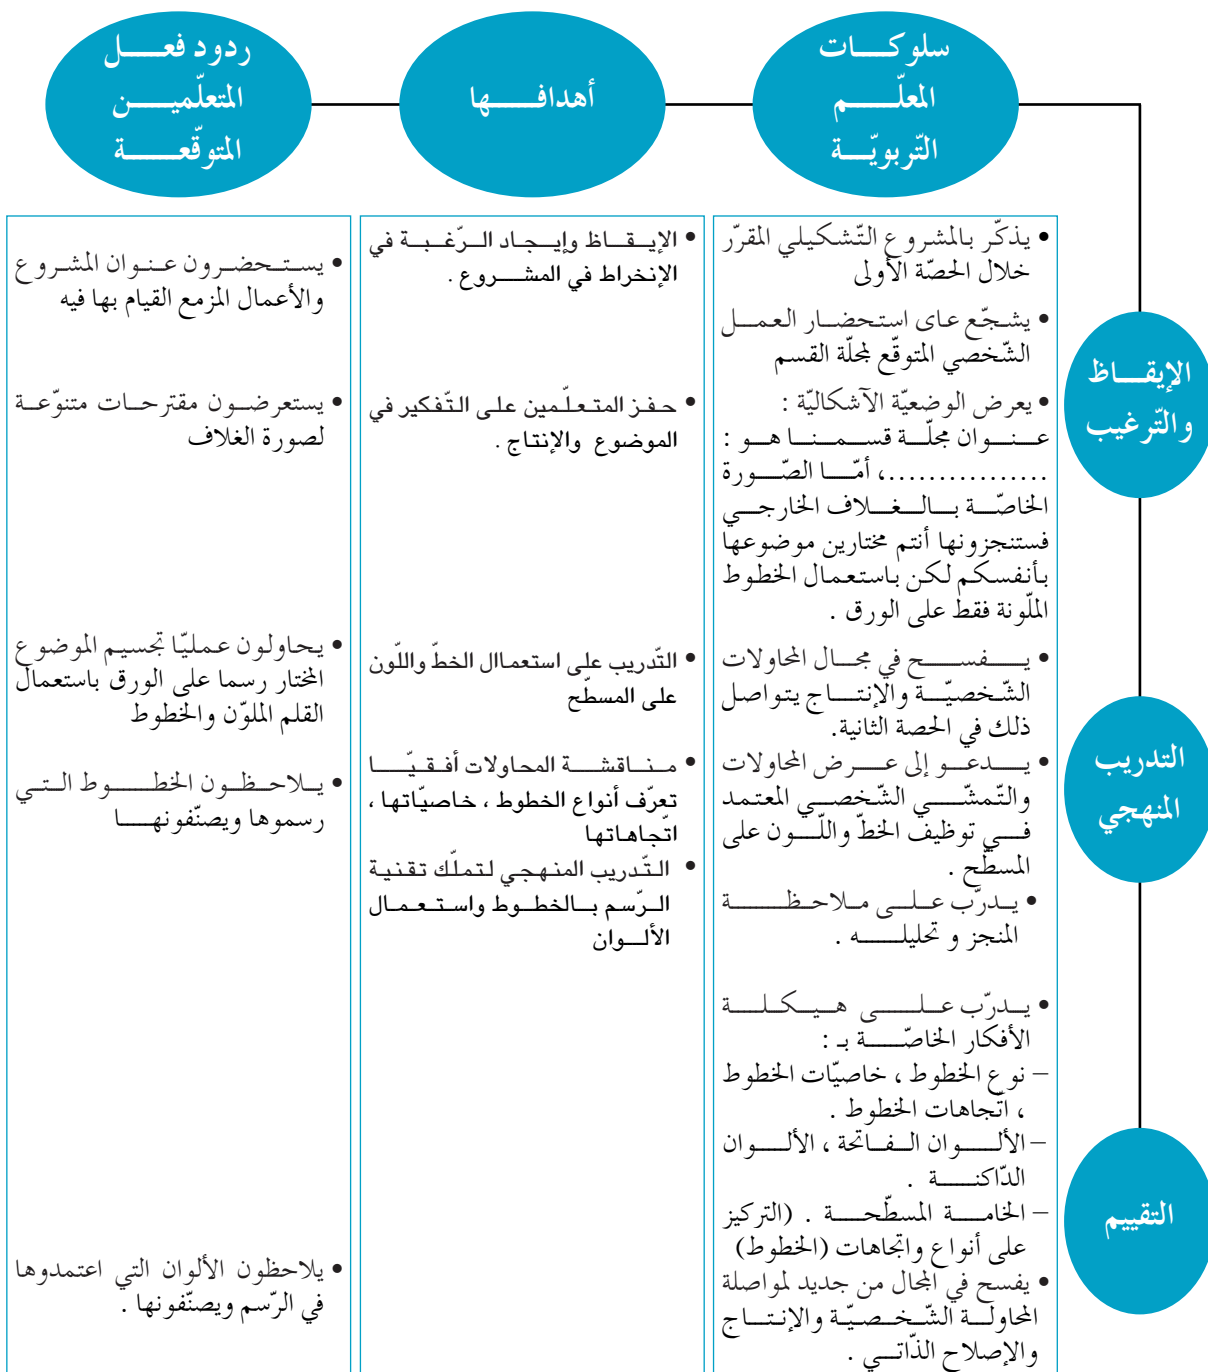 سلوكات
المعلّم
التّربويّة
أهدافها
ردود فعل
المتعلّمين
المتوقّعة
الإيقاظ
والتّرغيب
• يذكّر بالمشروع التّشكيلي المقرّر
خلال الحصّة الأولى
• يشجّع عاى استحضار العمل
الشّخصي المتوقّع لمجلّة القسم
• يعرض الوضعيّة الآشكاليّة :
عنوان مجلّة قسمنا هو :
................، أمّا الصّورة
الخاصّة بالغلاف الخارجي
فستنجزونها أنتم مختارين موضوعها
بأنفسكم لكن باستعمال الخطوط
الملّونة فقط على الورق .
• الإيقاظ وإيجاد الرّغبة في
الإنخراط في المشروع .
• حفز المتعلّمين على التّفكير في
الموضوع والإنتاج .
• يستحضرون عنوان المشروع
والأعمال المزمع القيام بها فيه
• يستعرضون مقترحات متنوّعة
لصورة الغلاف
التدريب
المنهجي
• يفسح في مجال المحاولات
الشّخصيّة والإنتاج يتواصل
ذلك في الحصة الثانية.
• يدعو إلى عرض المحاولات
والتّمشّي الشّخصي المعتمد
في توظيف الخطّ واللّون على
المسطّح .
• يدرّب على ملاحظة
المنجز و تحليله .
• التّدريب على استعماال الخطّ واللّون
على المسطّح
• مناقشة المحاولات أفقيّا
تعرّف أنواع الخطوط ، خاصيّاتها ،
اتّجاهاتها
• التّدريب المنهجي لتملّك تقنية
الرّسم بالخطوط واستعمال
الألوان
• يحاولون عمليّا تجسيم الموضوع
المختار رسما على الورق باستعمال
القلم الملوّن والخطوط
• يلاحظون الخطوط التي
رسموها ويصنّفونها
التقييم
• يدرّب على هيكلة
الأفكار الخاصّة بـ :
– نوع الخطوط ، خاصيّات الخطوط
، اتّجاهات الخطوط .
– الألوان الفاتحة ، الألوان
الدّاكنة .
– الخامة المسطّحة . (التركيز
على أنواع واتجاهات (الخطوط)
• يفسح في المجال من جديد لمواصلة
المحاولة الشّخصيّة والإنتاج
والإصلاح الذّاتي .
• يلاحظون الألوان التي اعتمدوها
في الرّسم ويصنّفونها .